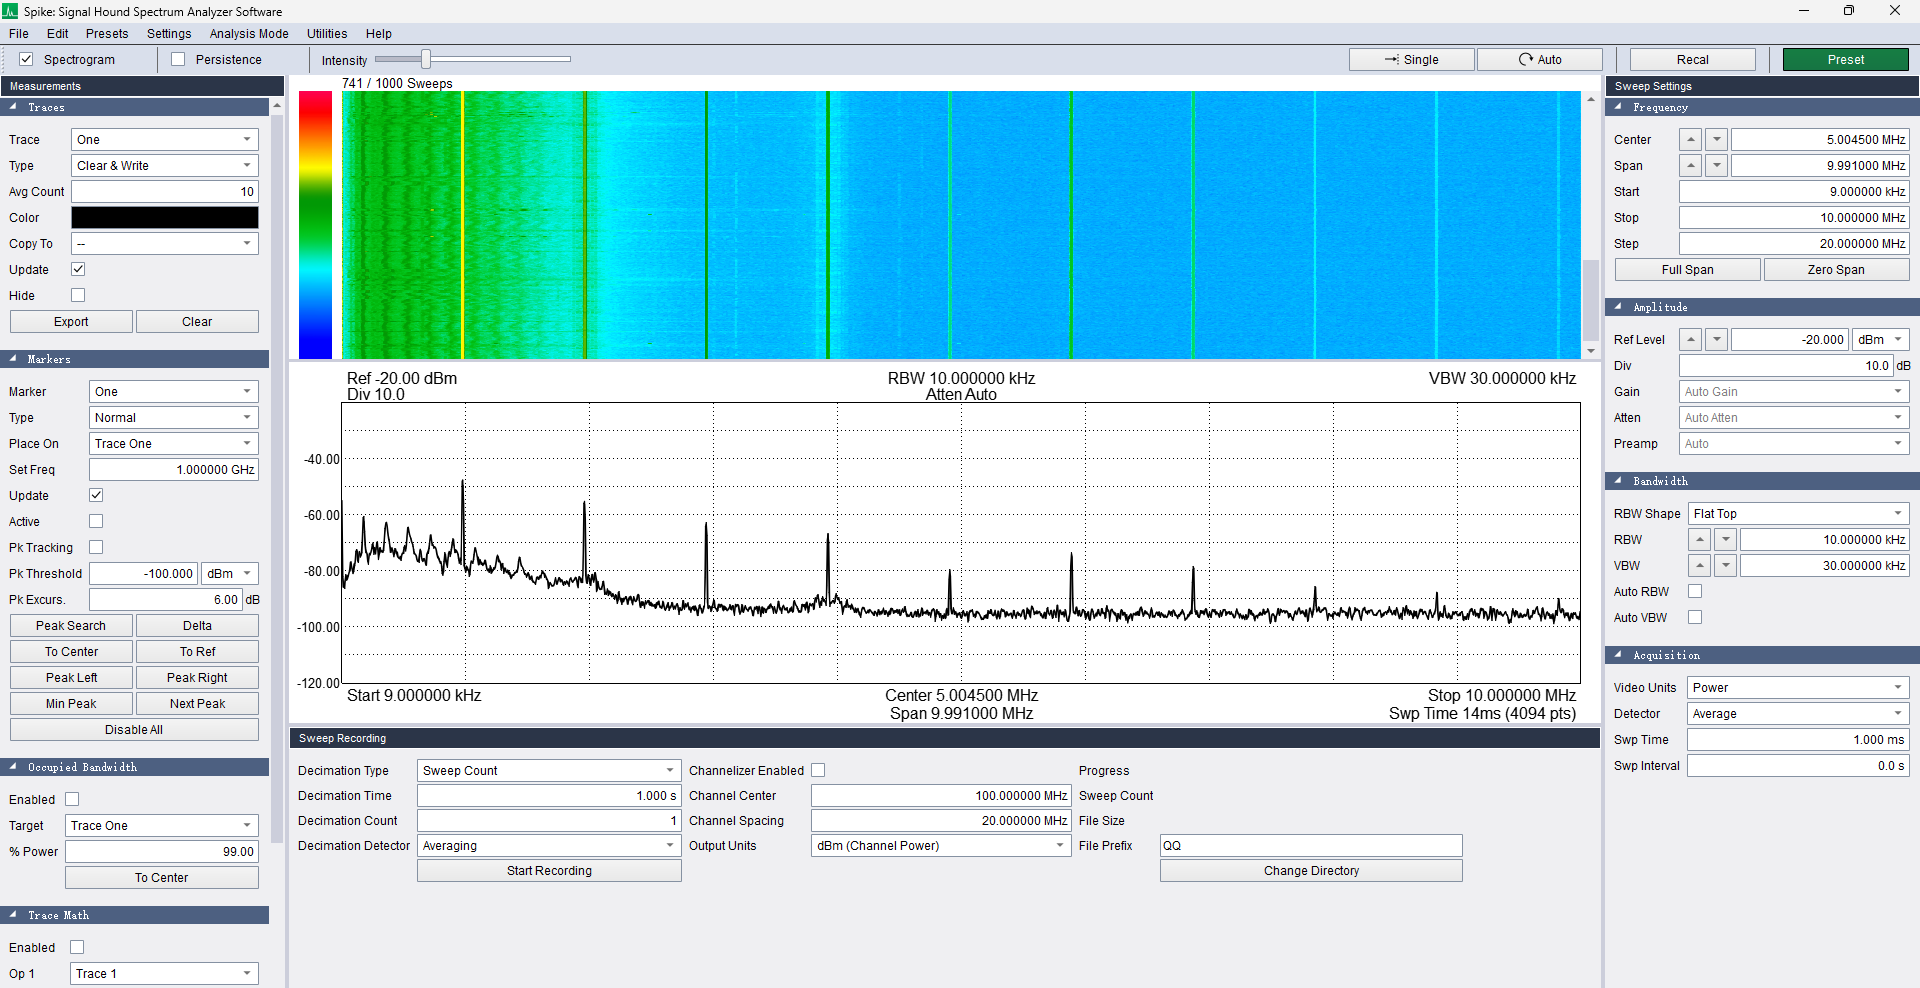 Spike: Signal Hound Spectrum Analyzer Software
File Edit Presets Settings Analysis Mode Utilities Help
Spectrogram Persistence Intensity Single Auto Recal Preset
Measurements
Traces
Trace One
Type Clear & Write
Avg Count 10
Color
Copy To --
Update
Hide
Export Clear
Markers
Marker One
Type Normal
Place On Trace One
Set Freq 1.000000 GHz
Update
Active
Pk Tracking
Pk Threshold -100.000 dBm
Pk Excurs. 6.00 dB
Peak Search Delta
To Center To Ref
Peak Left Peak Right
Min Peak Next Peak
Disable All
Occupied Bandwidth
Enabled
Target Trace One
% Power 99.00
To Center
Trace Math
Enabled
Op 1 Trace 1
741 / 1000 Sweeps
Ref -20.00 dBm RBW 10.000000 kHz VBW 30.000000 kHz
Div 10.0 Atten Auto
-40.00
-60.00
-80.00
-100.00
-120.00
Start 9.000000 kHz Center 5.004500 MHz Stop 10.000000 MHz
Span 9.991000 MHz Swp Time 14ms (4094 pts)
Sweep Recording
Decimation Type Sweep Count Channelizer Enabled Progress
Decimation Time 1.000 s Channel Center 100.000000 MHz Sweep Count
Decimation Count 1 Channel Spacing 20.000000 MHz File Size
Decimation Detector Averaging Output Units dBm (Channel Power) File Prefix QQ
Start Recording Change Directory
Sweep Settings
Frequency
Center 5.004500 MHz
Span 9.991000 MHz
Start 9.000000 kHz
Stop 10.000000 MHz
Step 20.000000 MHz
Full Span Zero Span
Amplitude
Ref Level -20.000 dBm
Div 10.0 dB
Gain Auto Gain
Atten Auto Atten
Preamp Auto
Bandwidth
RBW Shape Flat Top
RBW 10.000000 kHz
VBW 30.000000 kHz
Auto RBW
Auto VBW
Acquisition
Video Units Power
Detector Average
Swp Time 1.000 ms
Swp Interval 0.0 s